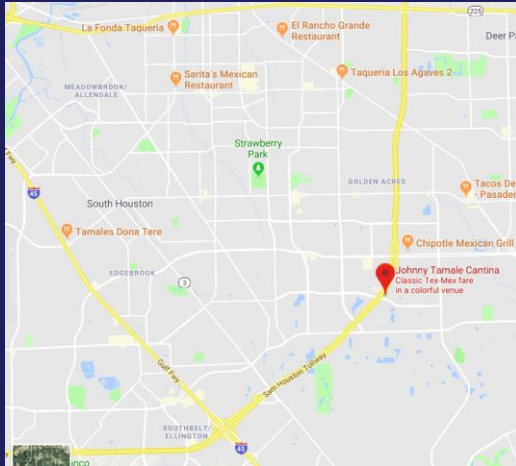 225
La Fonda Taqueria
El Rancho Grande
Restaurant
Deer P
Sarita's Mexican
Restaurant
Taqueria Los Agaves 2
MEADOWBROOK/
ALLENDALE
Strawberry
Park
GOLDEN ACRES
Tacos De
- Pasader
45
South Houston
Tamales Dona Tere
Chipotle Mexican Grill
EDGEBROOK
3
Johnny Tamale Cantina
Classic Tex-Mex fare
in a colorful venue
Gulf Fwy
Sam Houston Tollway
SOUTHBELT/
ELLINGTON
45